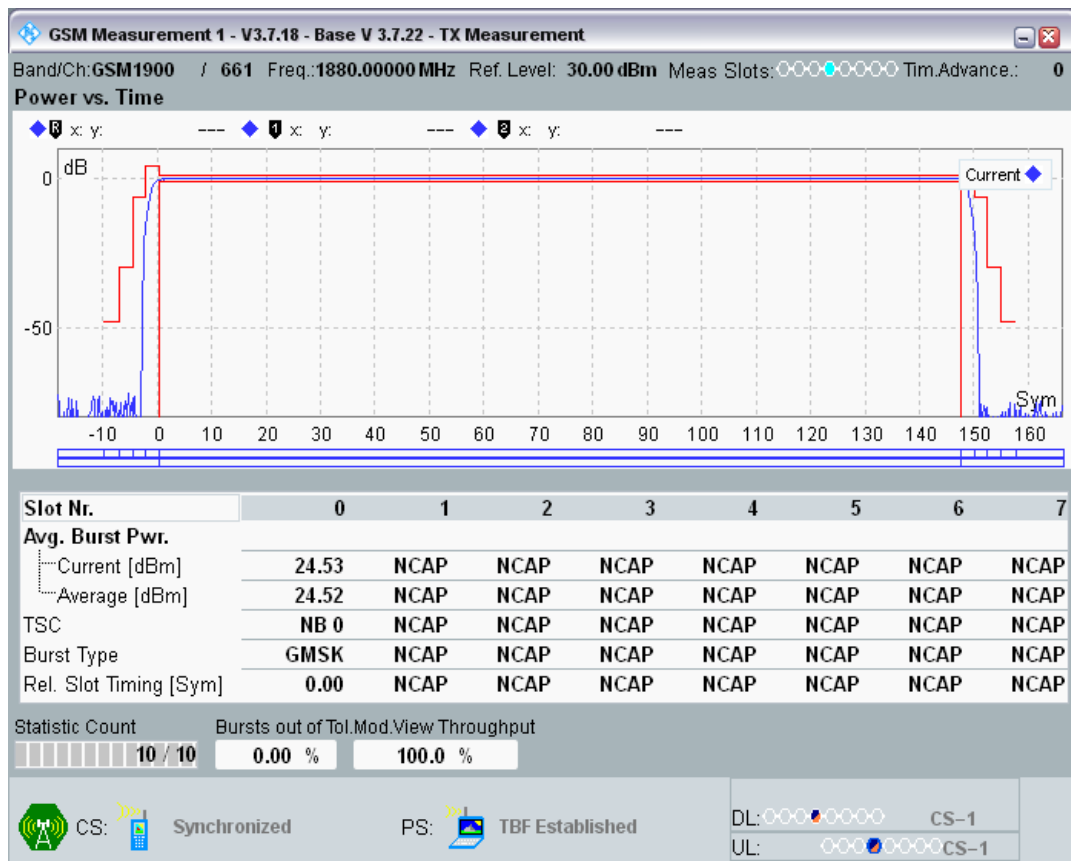 GSM Measurement 1 - V3.7.18 - Base V 3.7.22 - TX Measurement
Band/Ch:GSM1900 / 661 Freq.:1880.00000 MHz Ref. Level: 30.00 dBm Meas Slots: Tim.Advance.: 0
Power vs. Time
R x: y: --- 1 x: y: --- 2 x: y: ---
dB
Current
0
-50
Sym
-10 0 10 20 30 40 50 60 70 80 90 100 110 120 130 140 150 160
Slot Nr. 0 1 2 3 4 5 6 7
Avg. Burst Pwr.
Current [dBm] 24.53 NCAP NCAP NCAP NCAP NCAP NCAP NCAP
Average [dBm] 24.52 NCAP NCAP NCAP NCAP NCAP NCAP NCAP
TSC NB 0 NCAP NCAP NCAP NCAP NCAP NCAP NCAP
Burst Type GMSK NCAP NCAP NCAP NCAP NCAP NCAP NCAP
Rel. Slot Timing [Sym] 0.00 NCAP NCAP NCAP NCAP NCAP NCAP NCAP
Statistic Count Bursts out of Tol.Mod.View Throughput
10 / 10 0.00 % 100.0 %
CS: Synchronized PS: TBF Established
DL: CS-1
UL: CS-1